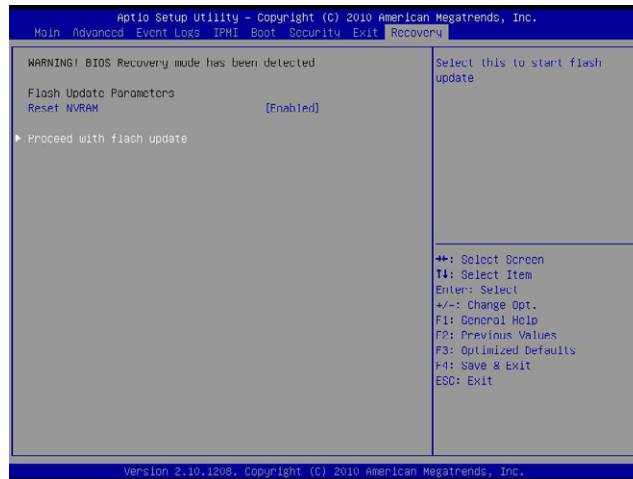 Aptio Setup Utility – Copyright (C) 2010 American Megatrends, Inc.
Main Advanced Event Logs IPMI Boot Security Exit Recovery
WARNING! BIOS Recovery mode has been detected
Flash Update Parameters
Reset NVRAM [Enabled]
▶ Proceed with flash update
Select this to start flash
update
→←: Select Screen
↑↓: Select Item
Enter: Select
+/-: Change Opt.
F1: General Help
F2: Previous Values
F3: Optimized Defaults
F4: Save & Exit
ESC: Exit
Version 2.10.1208. Copyright (C) 2010 American Megatrends, Inc.